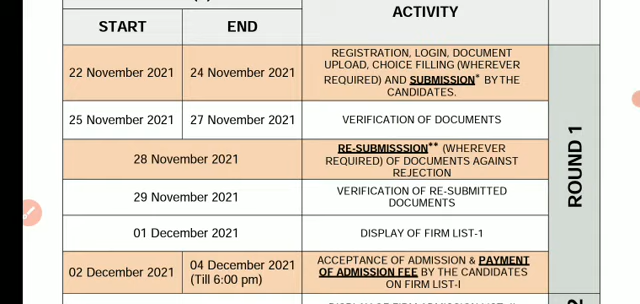 START END ACTIVITY
22 November 2021 24 November 2021 REGISTRATION, LOGIN, DOCUMENT
UPLOAD, CHOICE FILLING (WHEREVER
REQUIRED) AND SUBMISSION* BY THE
CANDIDATES.
25 November 2021 27 November 2021 VERIFICATION OF DOCUMENTS
28 November 2021 RE-SUBMISSSION** (WHEREVER
REQUIRED) OF DOCUMENTS AGAINST
REJECTION
29 November 2021 VERIFICATION OF RE-SUBMITTED
DOCUMENTS
01 December 2021 DISPLAY OF FIRM LIST-1
02 December 2021 04 December 2021
(Till 6:00 pm) ACCEPTANCE OF ADMISSION & PAYMENT
OF ADMISSION FEE BY THE CANDIDATES
ON FIRM LIST-I
ROUND 1